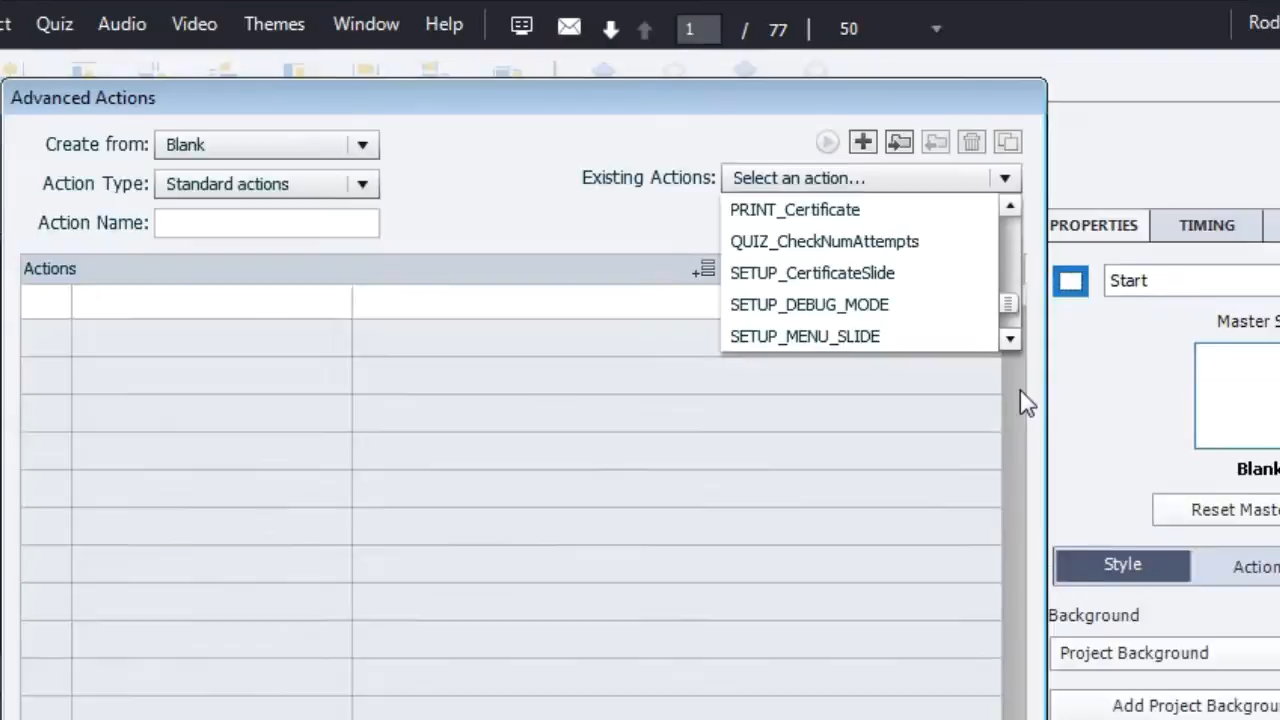 ct Quiz Audio Video Themes Window Help 1 / 77 50 Rod
Advanced Actions
Create from: Blank
Action Type: Standard actions
Existing Actions: Select an action...
Action Name:
PRINT_Certificate
QUIZ_CheckNumAttempts
SETUP_CertificateSlide
SETUP_DEBUG_MODE
SETUP_MENU_SLIDE
Actions
PROPERTIES TIMING
Start
Master S
Blank
Reset Maste
Style Action
Background
Project Background
Add Project Backgrou